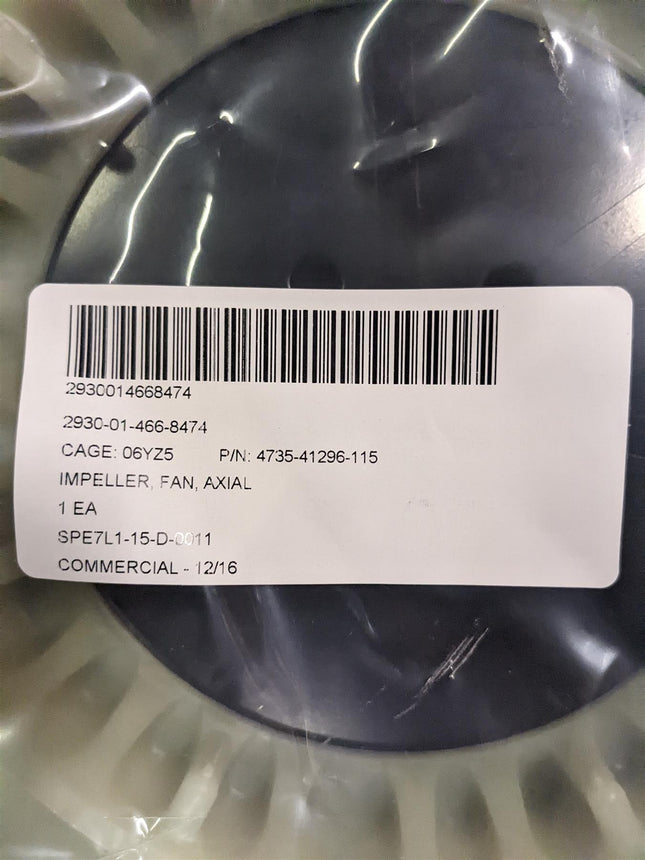 2930014668474
2930-01-466-8474
CAGE: 06YZ5 P/N: 4735-41296-115
IMPELLER, FAN, AXIAL
1 EA
SPE7L1-15-D-0011
COMMERCIAL - 12/16